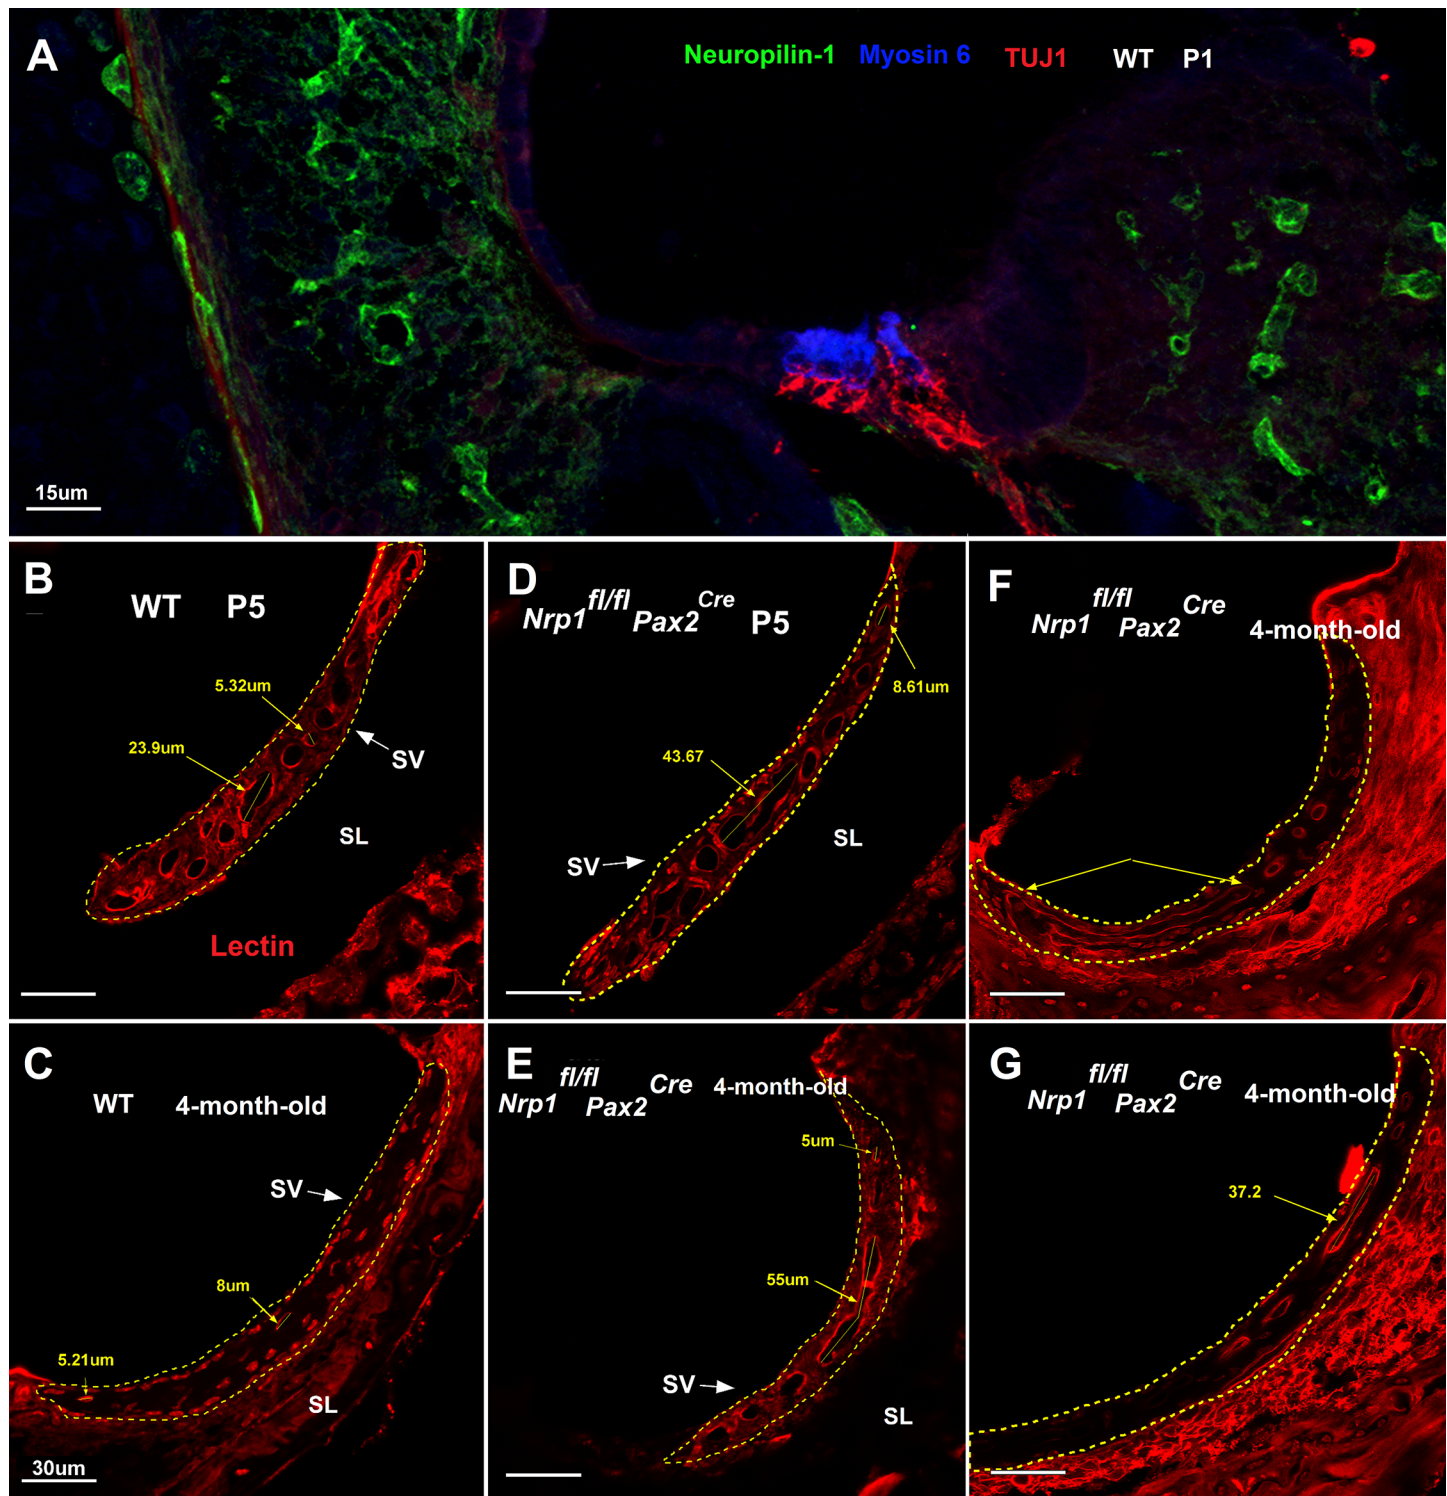 A
Neuropilin-1 Myosin 6 TUJ1 WT P1
15um
B
WT P5
5.32um
23.9um
SV
SL
Lectin
D
Nrp1fl/fl Pax2Cre P5
8.61um
43.67
SV
SL
F
Nrp1fl/fl Pax2Cre 4-month-old
C
WT 4-month-old
SV
8um
5.21um
SL
30um
E
Nrp1fl/fl Pax2Cre 4-month-old
5um
55um
SV
SL
G
Nrp1fl/fl Pax2Cre 4-month-old
37.2